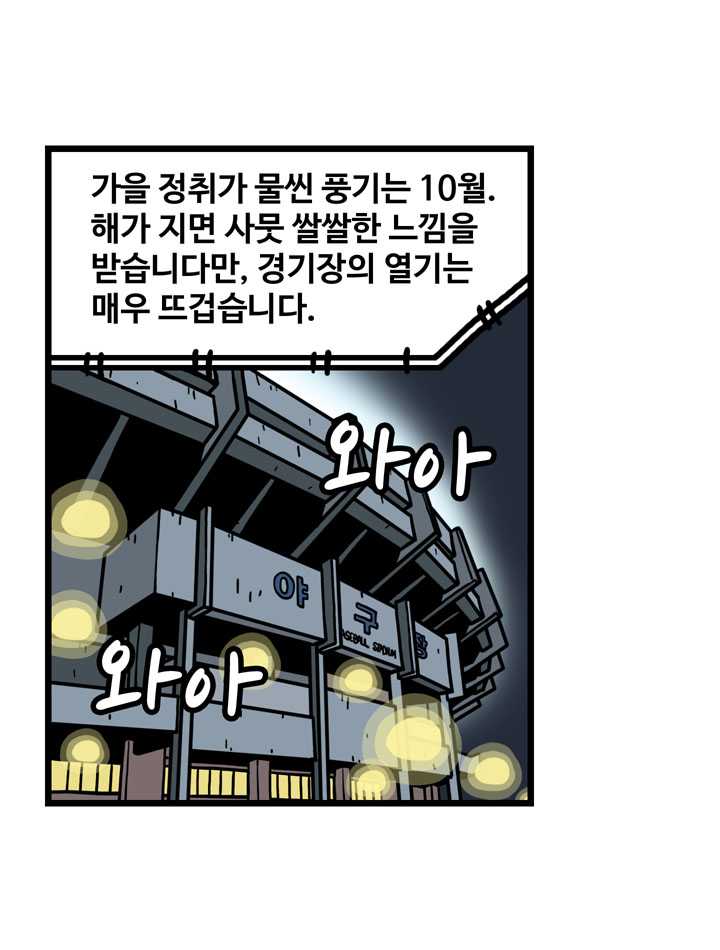 가을 정취가 물씬 풍기는 10월.
해가 지면 사뭇 쌀쌀한 느낌을
받습니다만, 경기장의 열기는
매우 뜨겁습니다.
와아
야구장
BASEBALL STADIUM
와아